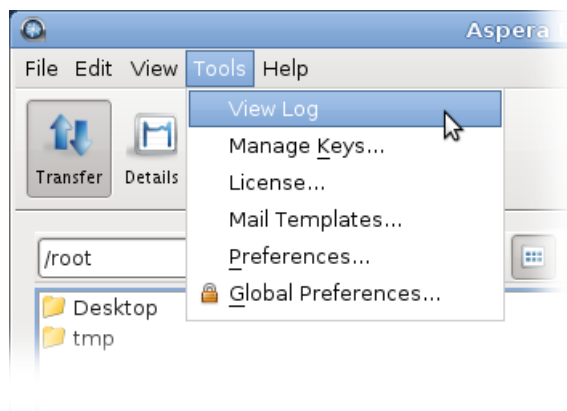 Aspera
File Edit View Tools Help
View Log
Manage Keys...
License...
Mail Templates...
Preferences...
Global Preferences...
Transfer Details
/root
Desktop
tmp